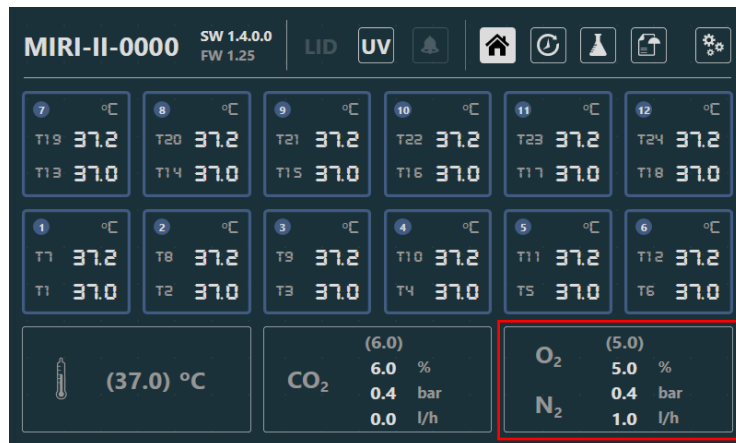 MIRI-II-0000 SW 1.4.0.0 LID UV
FW 1.25
7 °C 8 °C 9 °C 10 °C 11 °C 12 °C
T19 37.2 T20 37.2 T21 37.2 T22 37.2 T23 37.2 T24 37.2
T13 37.0 T14 37.0 T15 37.0 T16 37.0 T17 37.0 T18 37.0
1 °C 2 °C 3 °C 4 °C 5 °C 6 °C
T7 37.2 T8 37.2 T9 37.2 T10 37.2 T11 37.2 T12 37.2
T1 37.0 T2 37.0 T3 37.0 T4 37.0 T5 37.0 T6 37.0
(37.0) °C
CO₂
(6.0)
6.0 %
0.4 bar
0.0 l/h
O₂
N₂
(5.0)
5.0 %
0.4 bar
1.0 l/h